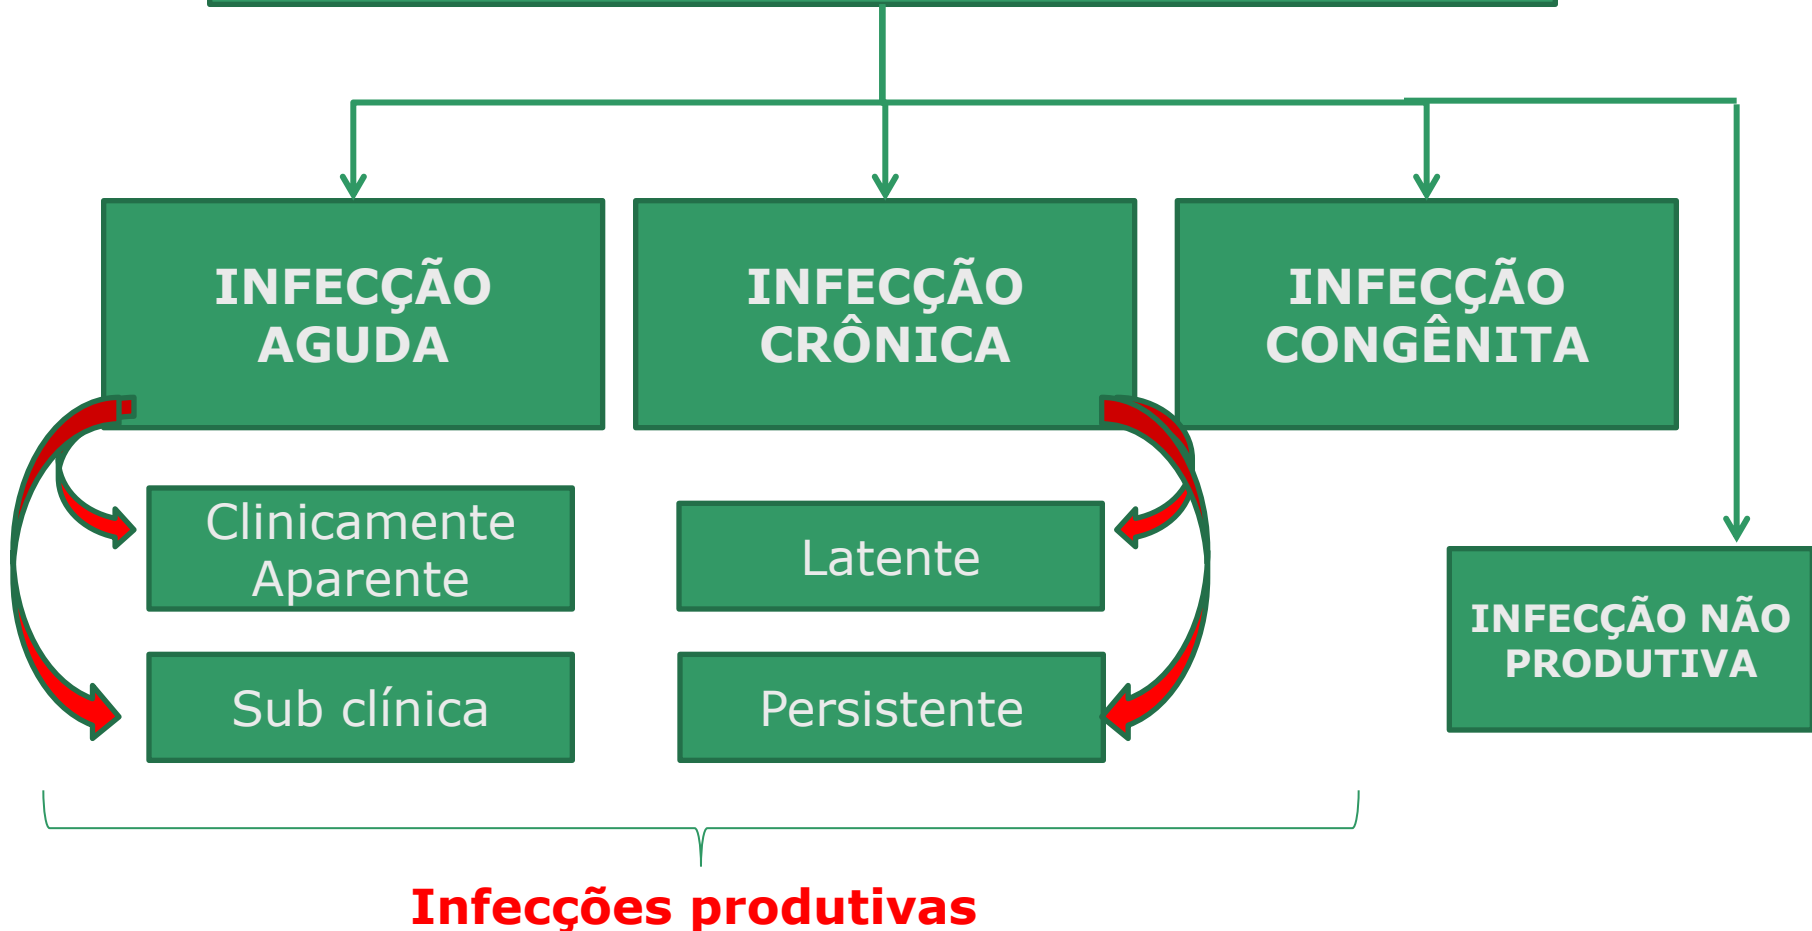 INFECÇÃO
AGUDA
INFECÇÃO
CRÔNICA
INFECÇÃO
CONGÊNITA
Clinicamente
Aparente
Latente
INFECÇÃO NÃO
PRODUTIVA
Sub clínica
Persistente
Infecções produtivas